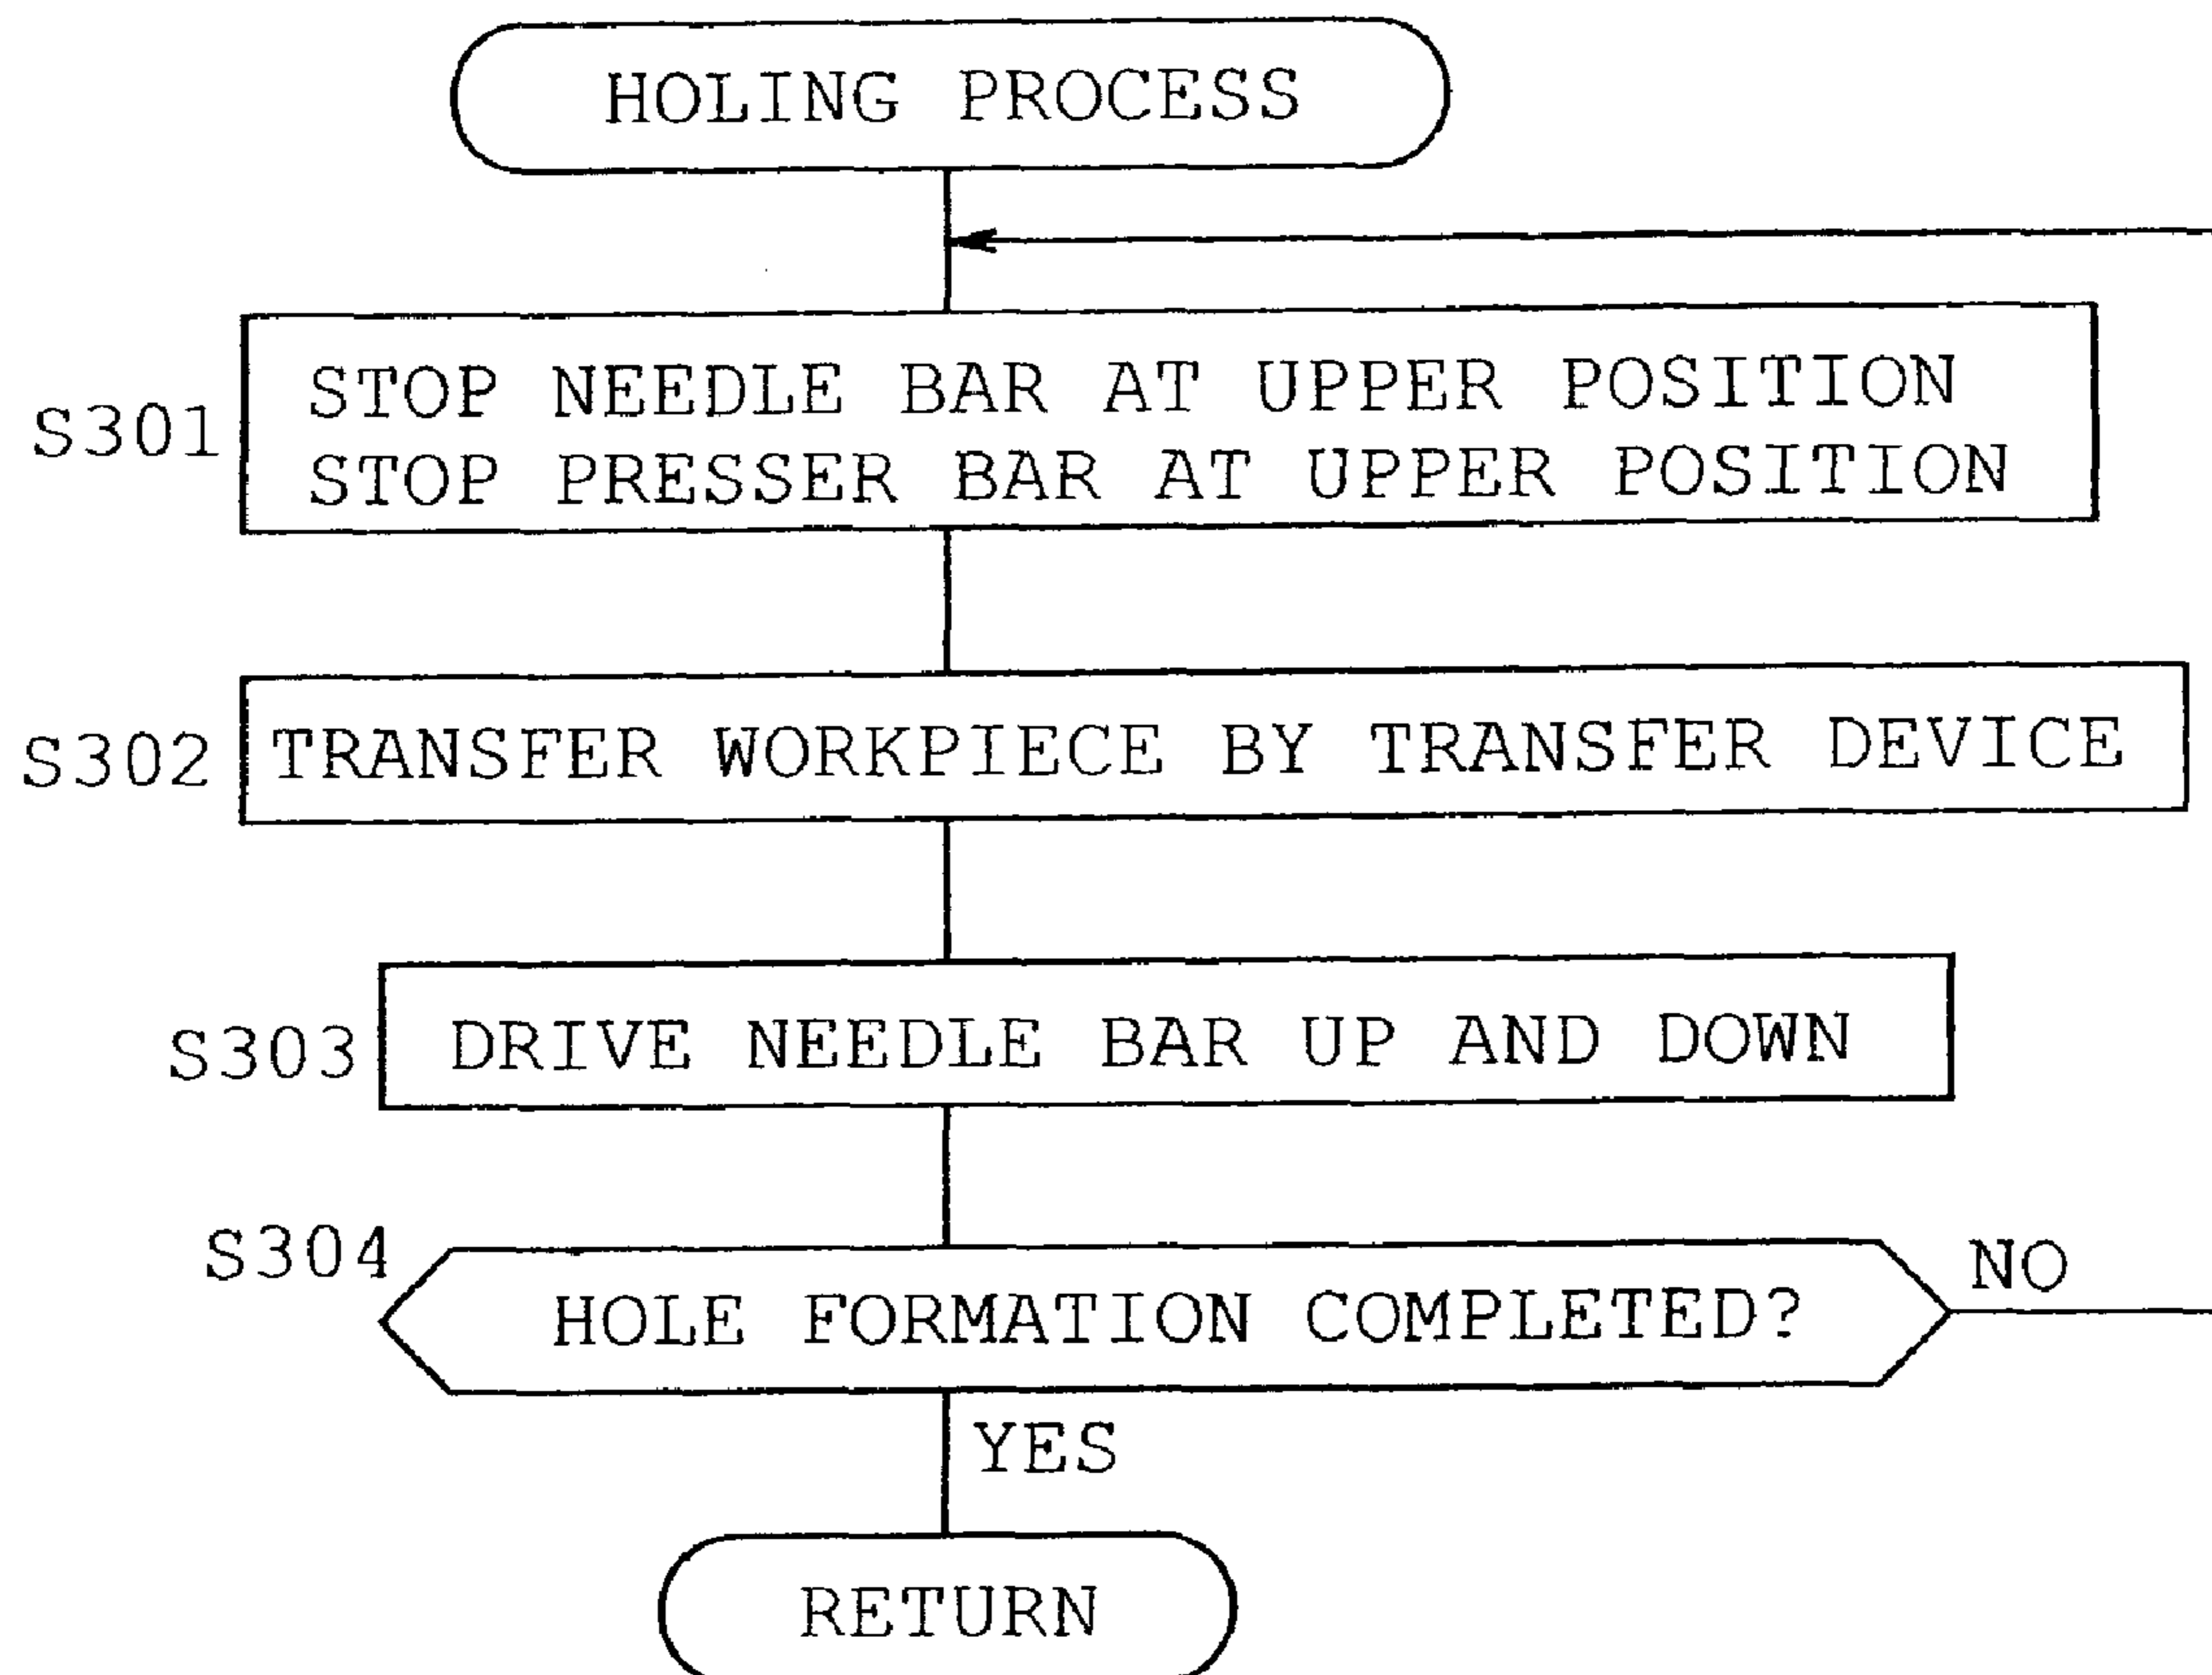 HOLING PROCESS
S301
STOP NEEDLE BAR AT UPPER POSITION
STOP PRESSER BAR AT UPPER POSITION
S302
TRANSFER WORKPIECE BY TRANSFER DEVICE
S303
DRIVE NEEDLE BAR UP AND DOWN
S304
HOLE FORMATION COMPLETED?
NO
YES
RETURN